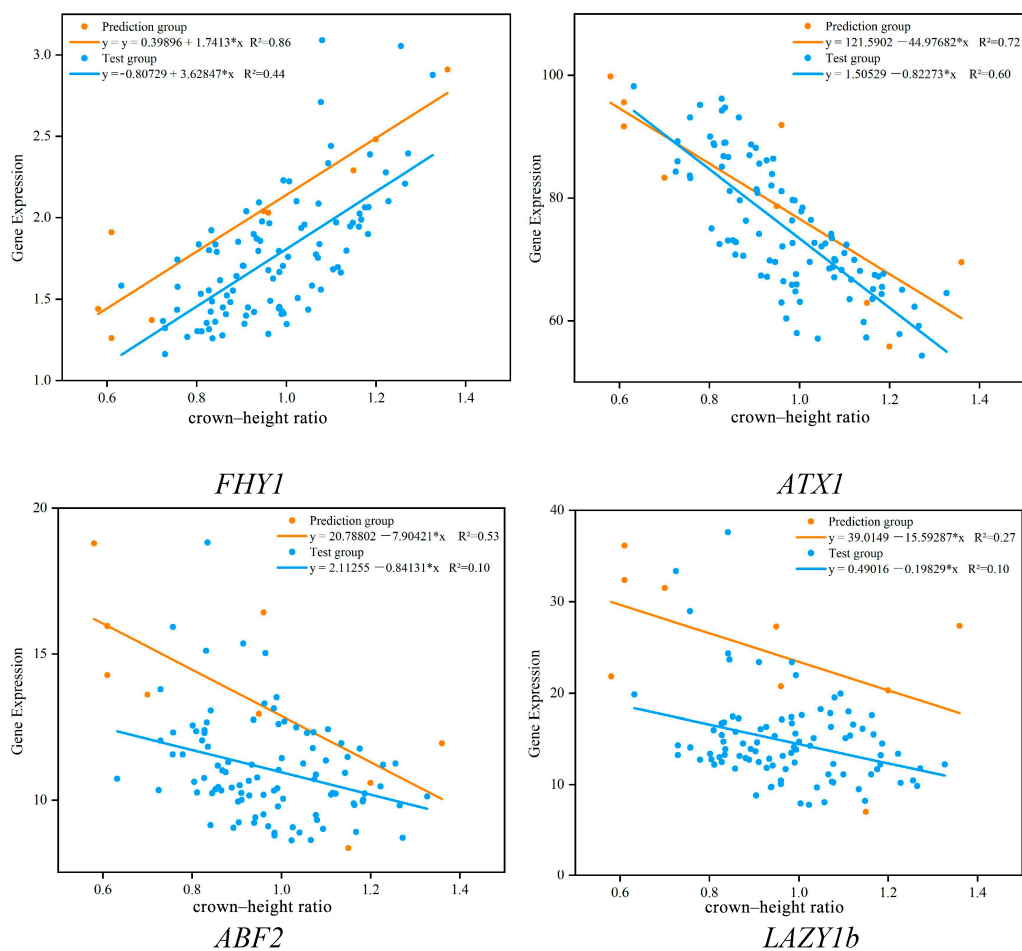 Prediction group
y = y = 0.39896 + 1.7413*x R²=0.86
Test group
y=-0.80729 + 3.62847*x R²=0.44
3.0
2.5
2.0
1.5
1.0
Gene Expression
0.6 0.8 1.0 1.2 1.4
crown–height ratio
FHY1
Prediction group
y = 121.5902 －44.97682*x R²=0.72
Test group
y = 1.50529 －0.82273*x R²=0.60
100
80
60
Gene Expression
0.6 0.8 1.0 1.2 1.4
crown–height ratio
ATX1
Prediction group
y = 20.78802 －7.90421*x R²=0.53
Test group
y = 2.11255 －0.84131*x R²=0.10
20
15
10
Gene Expression
0.6 0.8 1.0 1.2 1.4
crown–height ratio
ABF2
Prediction group
y = 39.0149 －15.59287*x R²=0.27
Test group
y = 0.49016 －0.19829*x R²=0.10
40
30
20
10
0
Gene Expression
0.6 0.8 1.0 1.2 1.4
crown–height ratio
LAZY1b